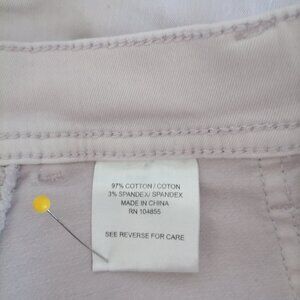 97% COTTON / COTON
3% SPANDEX/ SPANDEX
MADE IN CHINA
RN 104855
SEE REVERSE FOR CARE